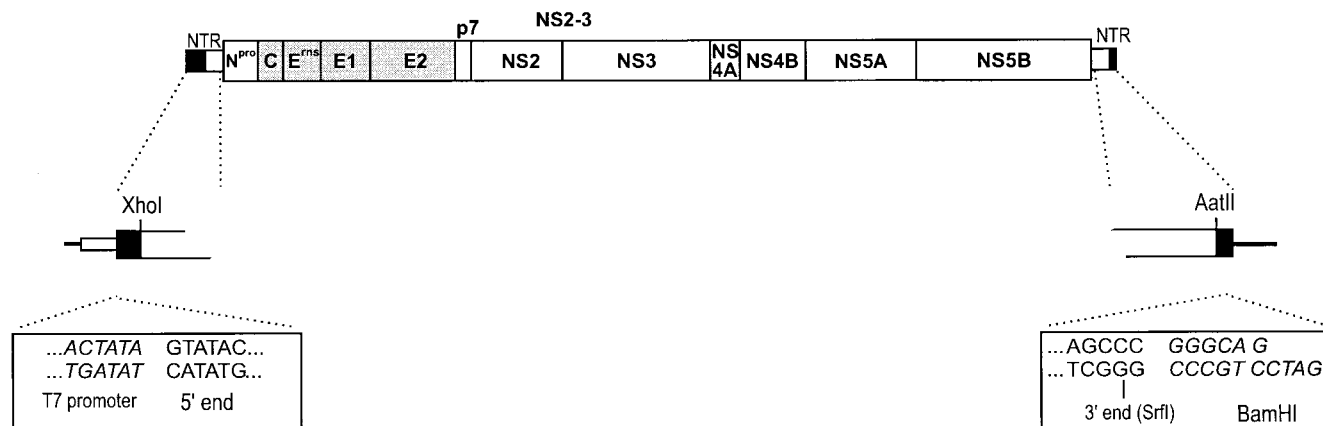 p7 NS2-3
NTR NTR
N^pro C E^rns E1 E2 NS2 NS3 NS 4A NS4B NS5A NS5B
XhoI AatII
...ACTATA GTATAC...
...TGATAT CATATG...
T7 promoter 5' end
...AGCCC GGGCA G
...TCGGG CCCGT CCTAG
3' end (SrfI) BamHI